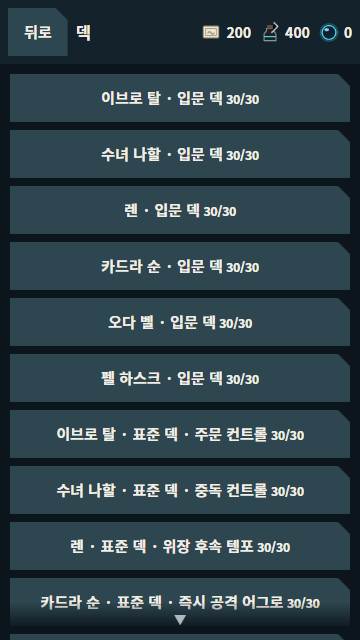 뒤로 덱 200 400 0
이브로 탈 · 입문 덱 30/30
수녀 나할 · 입문 덱 30/30
렌 · 입문 덱 30/30
카드라 순 · 입문 덱 30/30
오다 벨 · 입문 덱 30/30
펠 하스크 · 입문 덱 30/30
이브로 탈 · 표준 덱 · 주문 컨트롤 30/30
수녀 나할 · 표준 덱 · 중독 컨트롤 30/30
렌 · 표준 덱 · 위장 후속 템포 30/30
카드라 순 · 표준 덱 · 즉시 공격 어그로 30/30